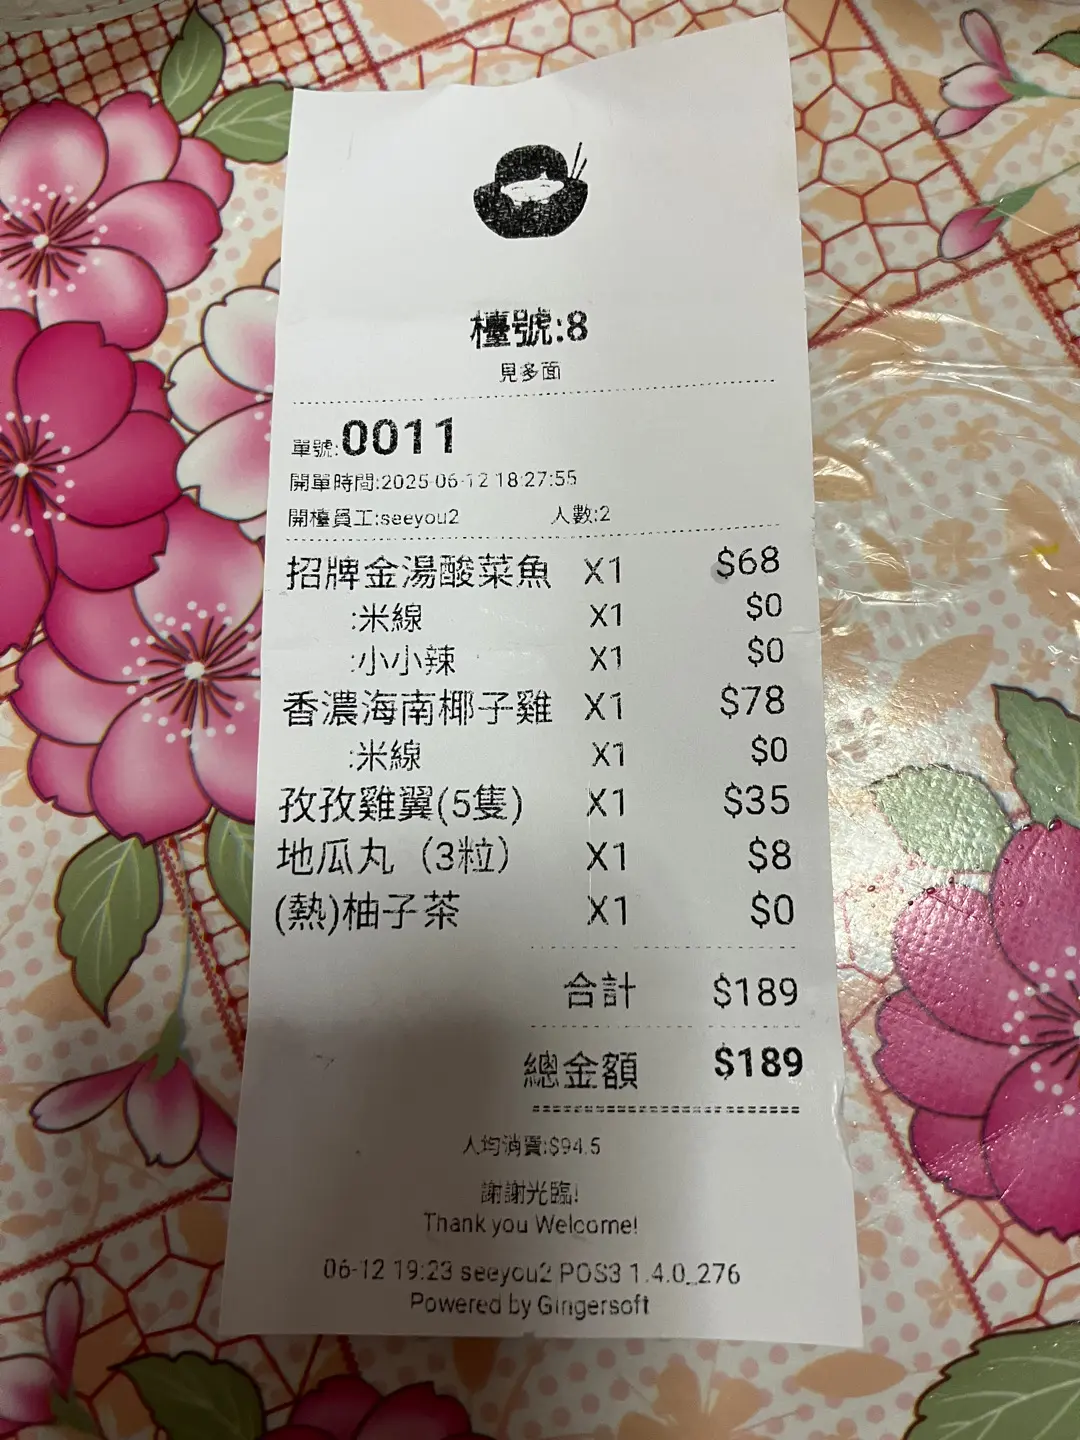 檯號:8
見多面
單號:0011
開單時間:2025-06-12 18:27:55
開檯員工:seeyou2 人數:2
招牌金湯酸菜魚 X1 $68
:米線 X1 $0
:小小辣 X1 $0
香濃海南椰子雞 X1 $78
:米線 X1 $0
孜孜雞翼(5隻) X1 $35
地瓜丸（3粒） X1 $8
(熱)柚子茶 X1 $0
合計 $189
總金額 $189
人均消費:$94.5
謝謝光臨!
Thank you Welcome!
06-12 19:23 seeyou2 POS3 1.4.0_276
Powered by Gingersoft